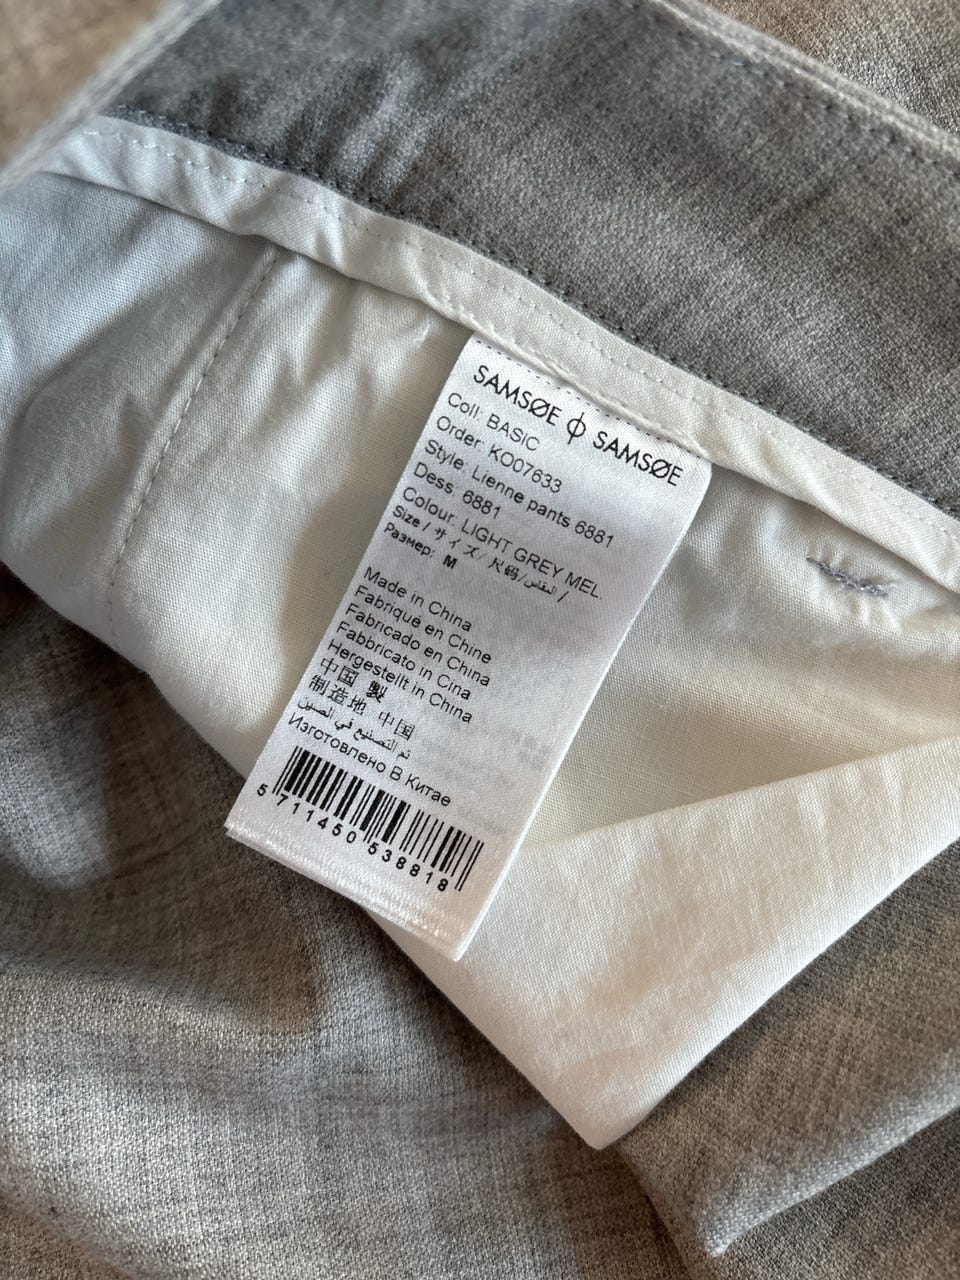 SAMSØE ɸ SAMSØE
Coll: BASIC
Order: KO07633
Style: Lienne pants 6881
Dess: 6881
Colour: LIGHT GREY MEL.
Size / サイズ / 尺码 / المقاس /
Размер: M
Made in China
Fabriqué en Chine
Fabricado en China
Fabbricato in Cina
Hergestellt in China
中国 製
制造地 中国
تم التصنيع في الصين
Изготовлено В Китае
5 711450 538818